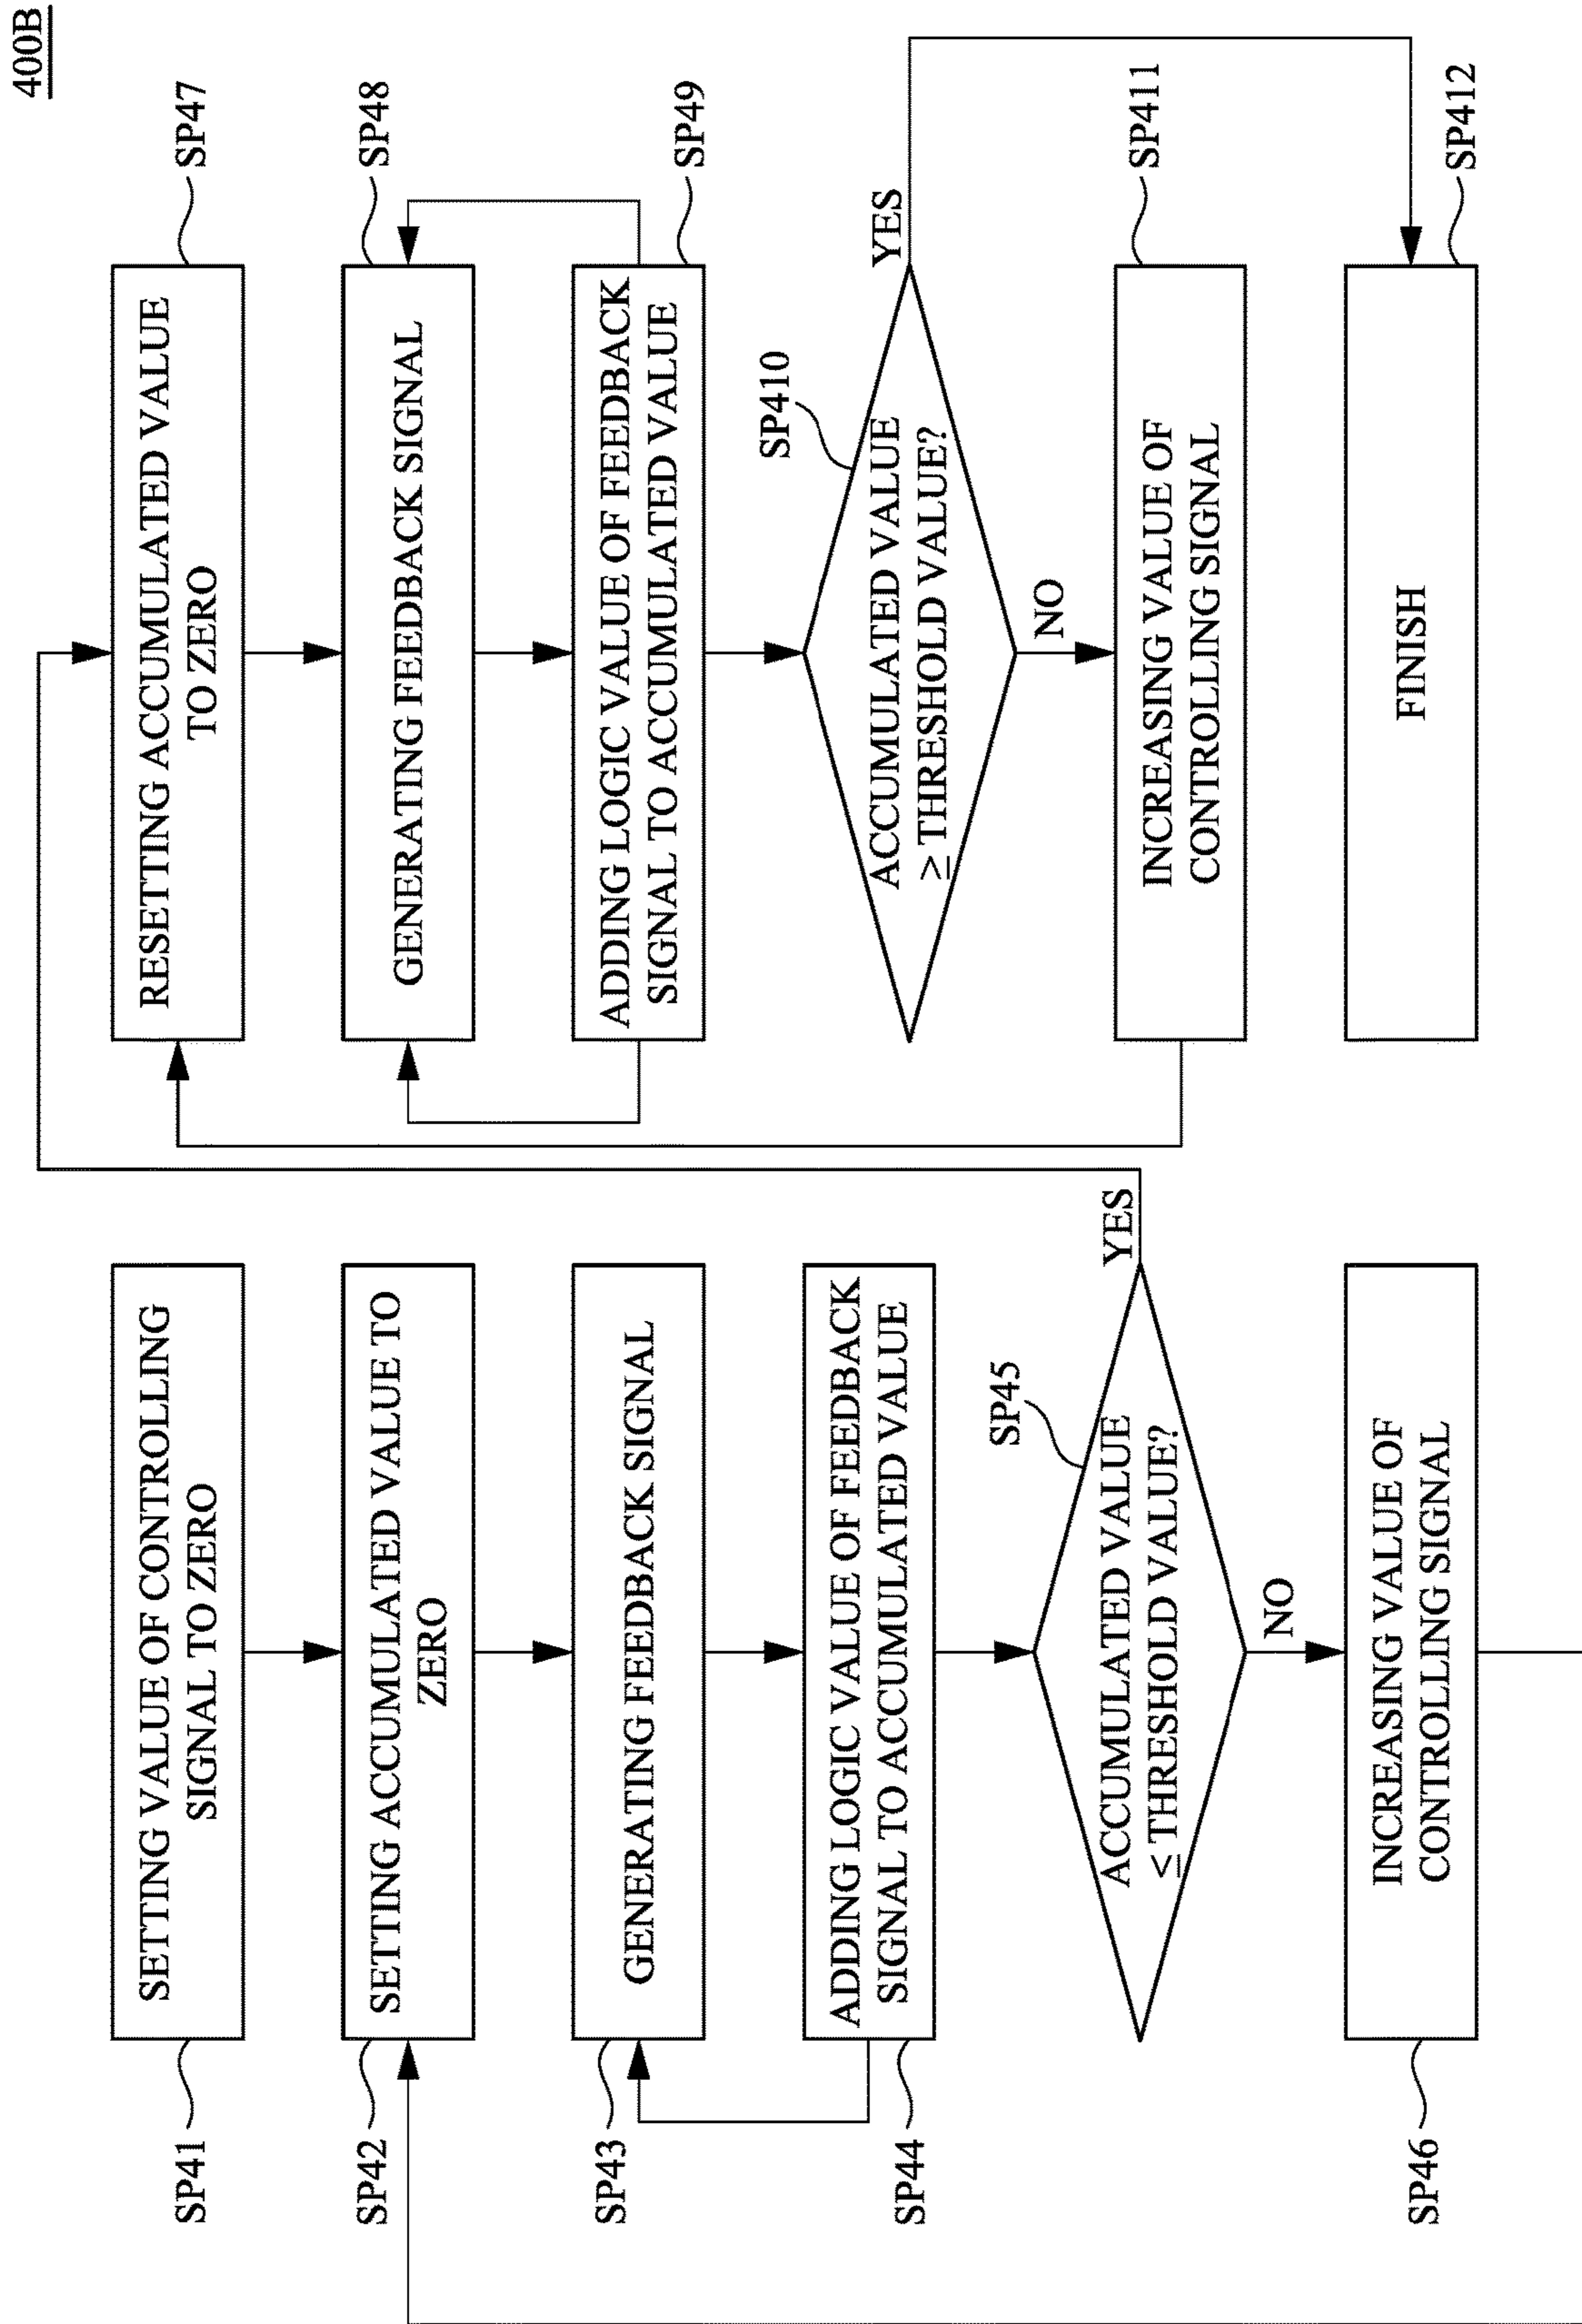 400B
SP41
SETTING VALUE OF CONTROLLING
SIGNAL TO ZERO
SP42
SETTING ACCUMULATED VALUE TO
ZERO
SP43
GENERATING FEEDBACK SIGNAL
SP44
ADDING LOGIC VALUE OF FEEDBACK
SIGNAL TO ACCUMULATED VALUE
SP45
ACCUMULATED VALUE
≤ THRESHOLD VALUE?
YES
NO
SP46
INCREASING VALUE OF
CONTROLLING SIGNAL
RESETTING ACCUMULATED VALUE
TO ZERO
SP47
GENERATING FEEDBACK SIGNAL
SP48
ADDING LOGIC VALUE OF FEEDBACK
SIGNAL TO ACCUMULATED VALUE
SP49
SP410
ACCUMULATED VALUE
≥ THRESHOLD VALUE?
YES
NO
INCREASING VALUE OF
CONTROLLING SIGNAL
SP411
FINISH
SP412